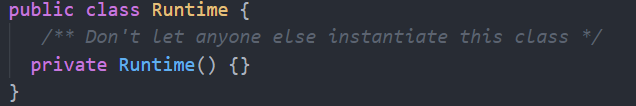 public class Runtime {
/** Don't let anyone else instantiate this class */
private Runtime() {}
}